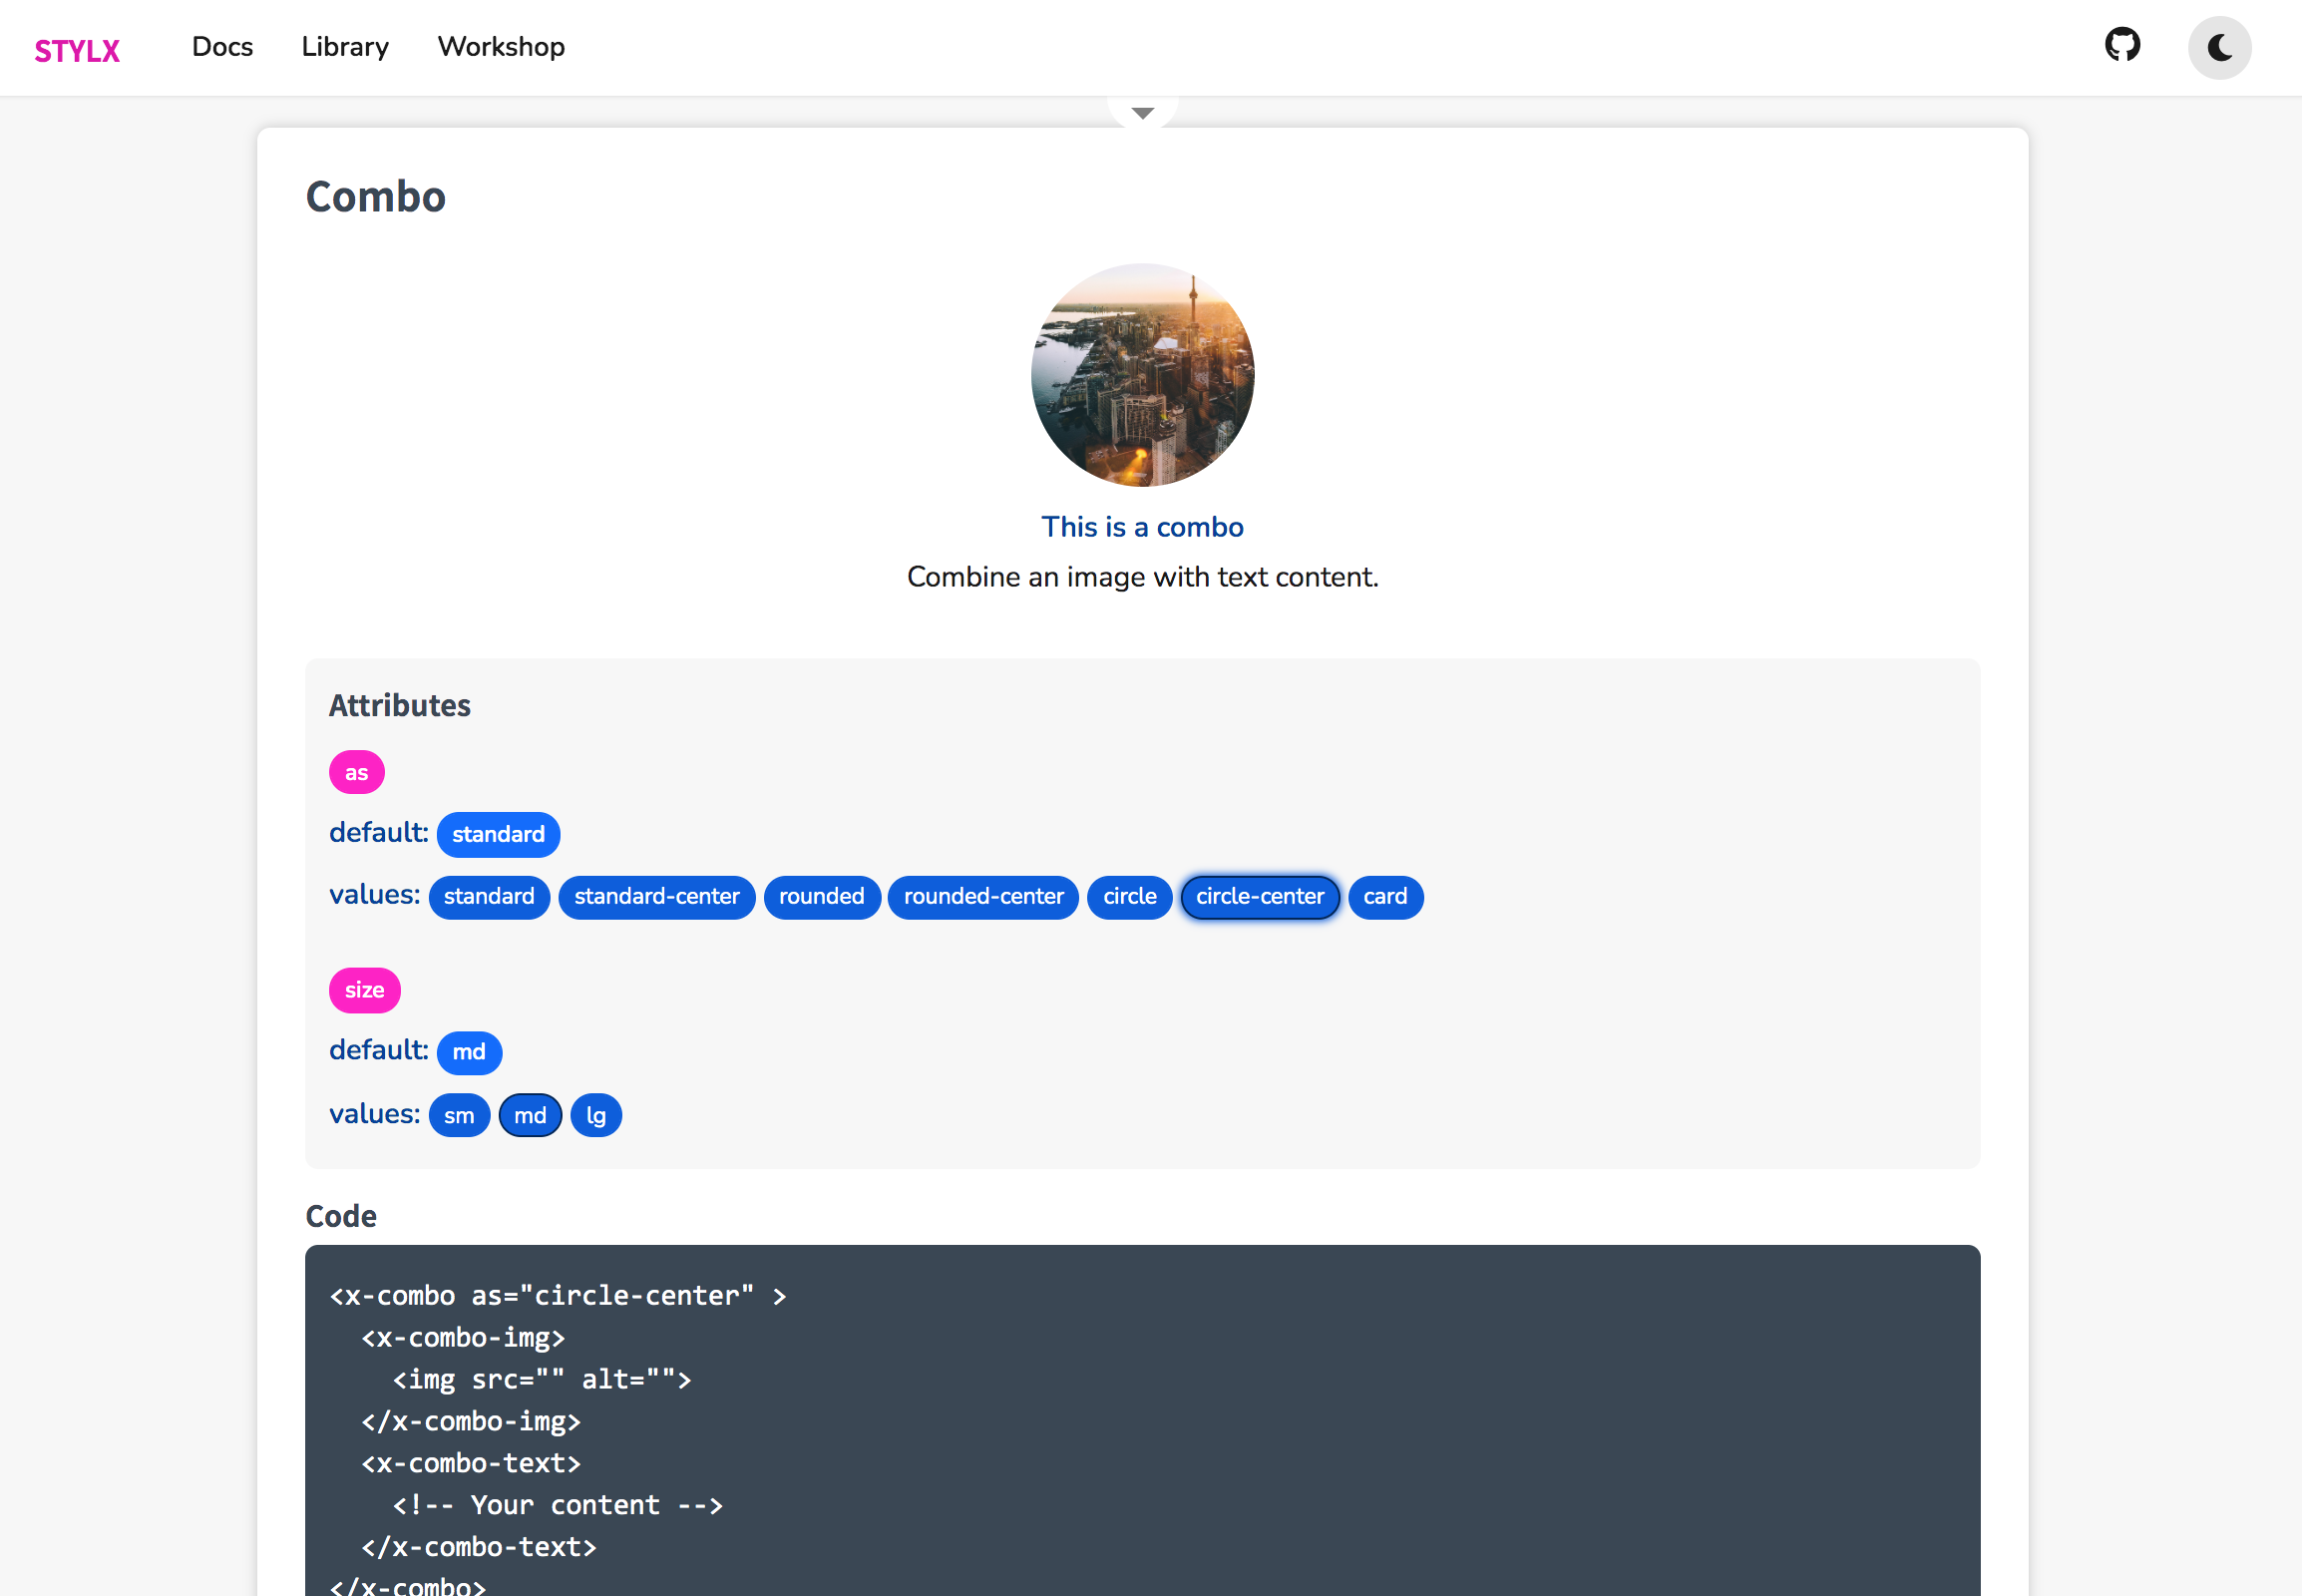 STYLX Docs Library Workshop
Combo
This is a combo
Combine an image with text content.
Attributes
as
default: standard
values: standard standard-center rounded rounded-center circle circle-center card
size
default: md
values: sm md lg
Code
<x-combo as="circle-center" >
  <x-combo-img>
    <img src="" alt="">
  </x-combo-img>
  <x-combo-text>
    <!-- Your content -->
  </x-combo-text>
</x-combo>